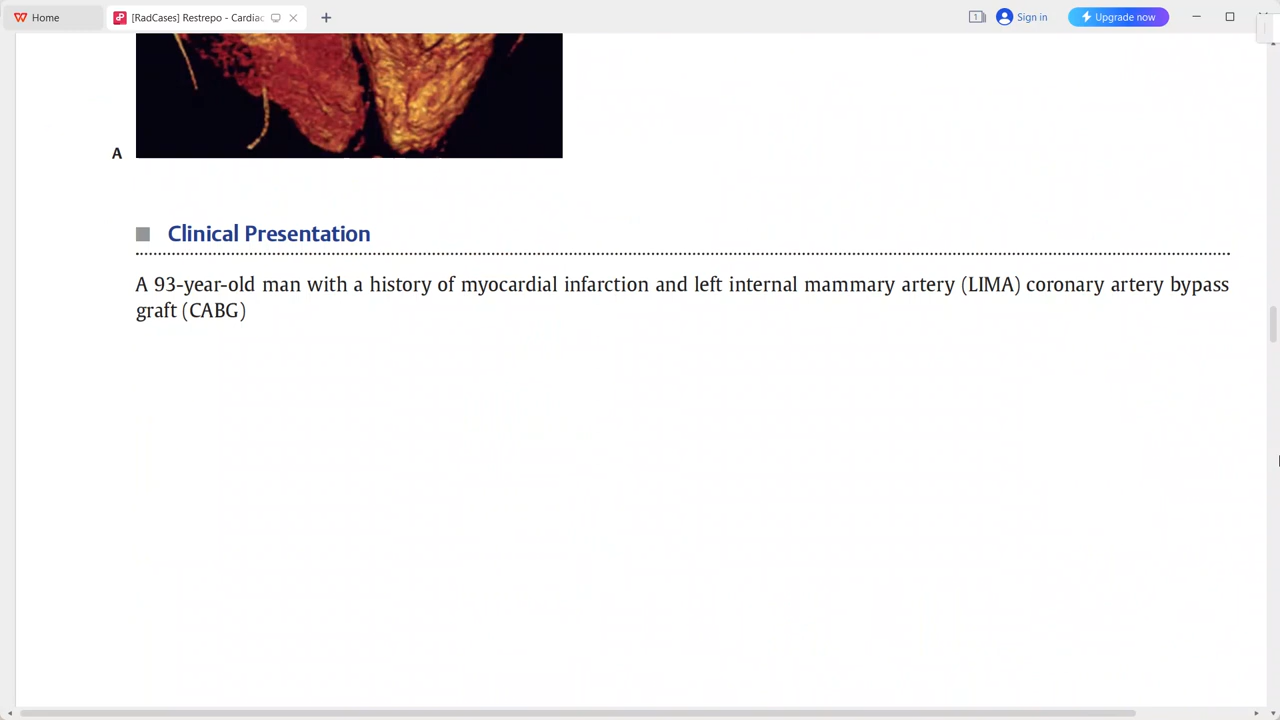 Home
[RadCases] Restrepo - Cardiac
1
Sign in
Upgrade now
A
Clinical Presentation
A 93-year-old man with a history of myocardial infarction and left internal mammary artery (LIMA) coronary artery bypass
graft (CABG)